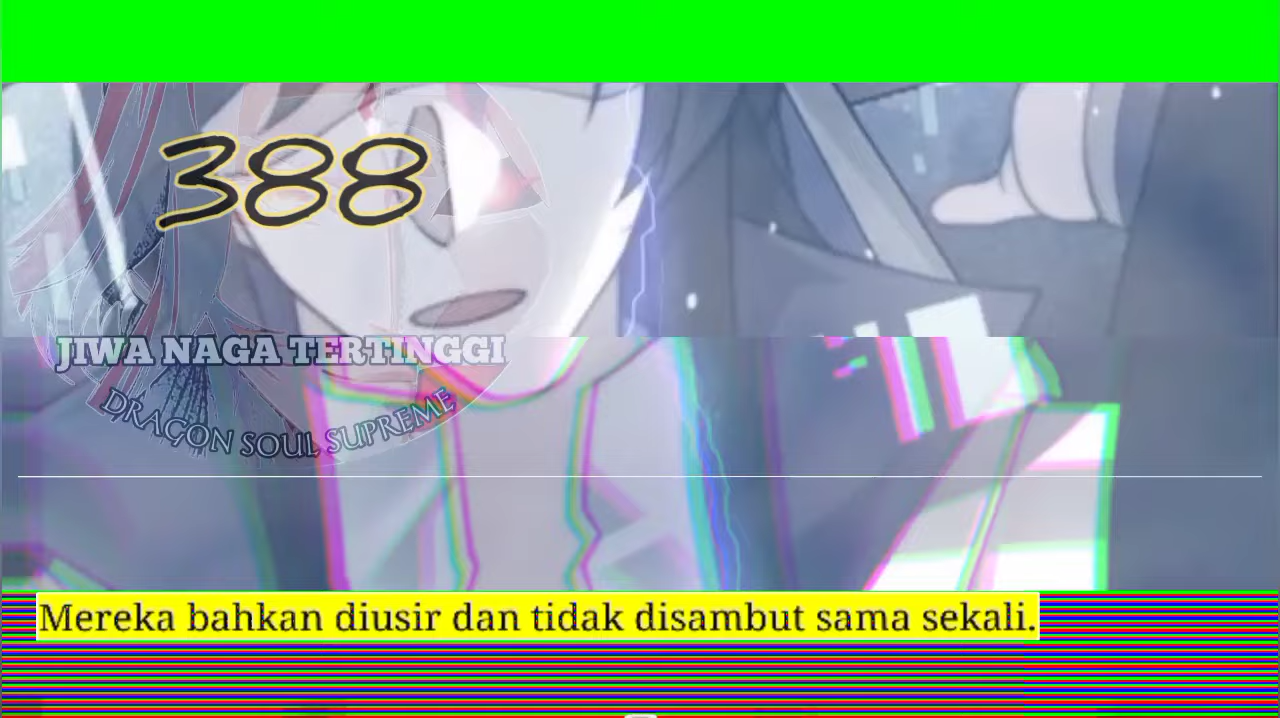 388
JIWA NAGA TERTINGGI
DRAGON SOUL SUPREME
Mereka bahkan diusir dan tidak disambut sama sekali.